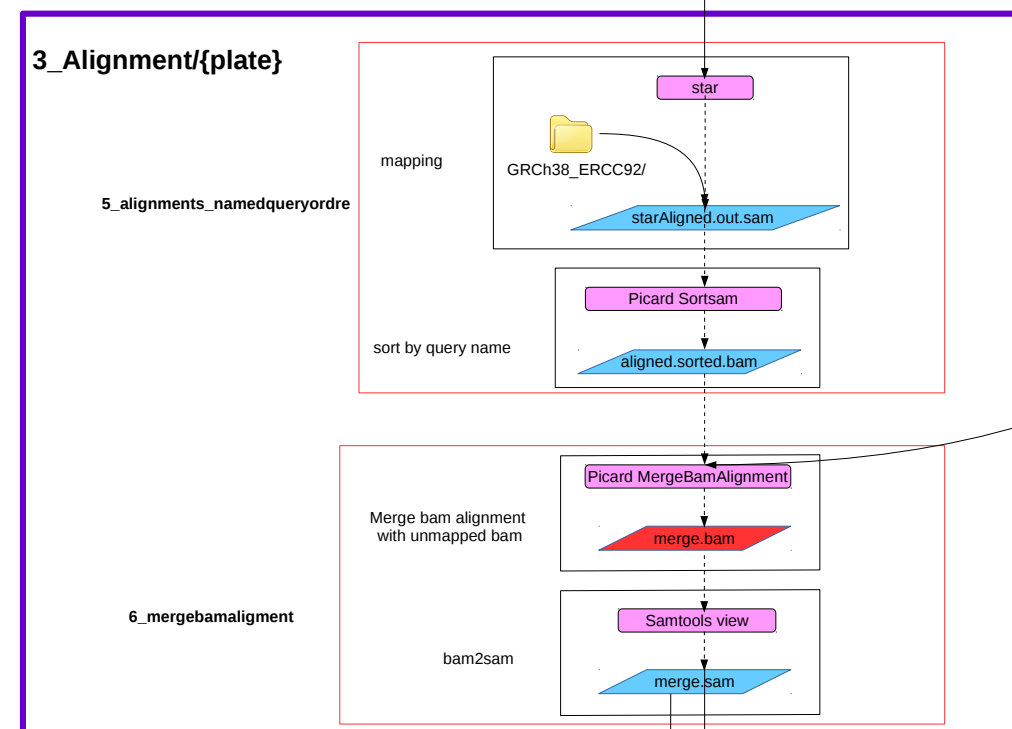 3_Alignment/{plate}
star
mapping
GRCh38_ERCC92/
5_alignments_namedqueryordre
starAligned.out.sam
Picard Sortsam
sort by query name
aligned.sorted.bam
Picard MergeBamAlignment
Merge bam alignment
with unmapped bam
merge.bam
6_mergebamaligment
Samtools view
bam2sam
merge.sam